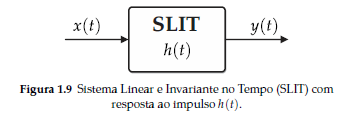 x(t) SLIT y(t)
h(t)
Figura 1.9 Sistema Linear e Invariante no Tempo (SLIT) com
resposta ao impulso h(t).